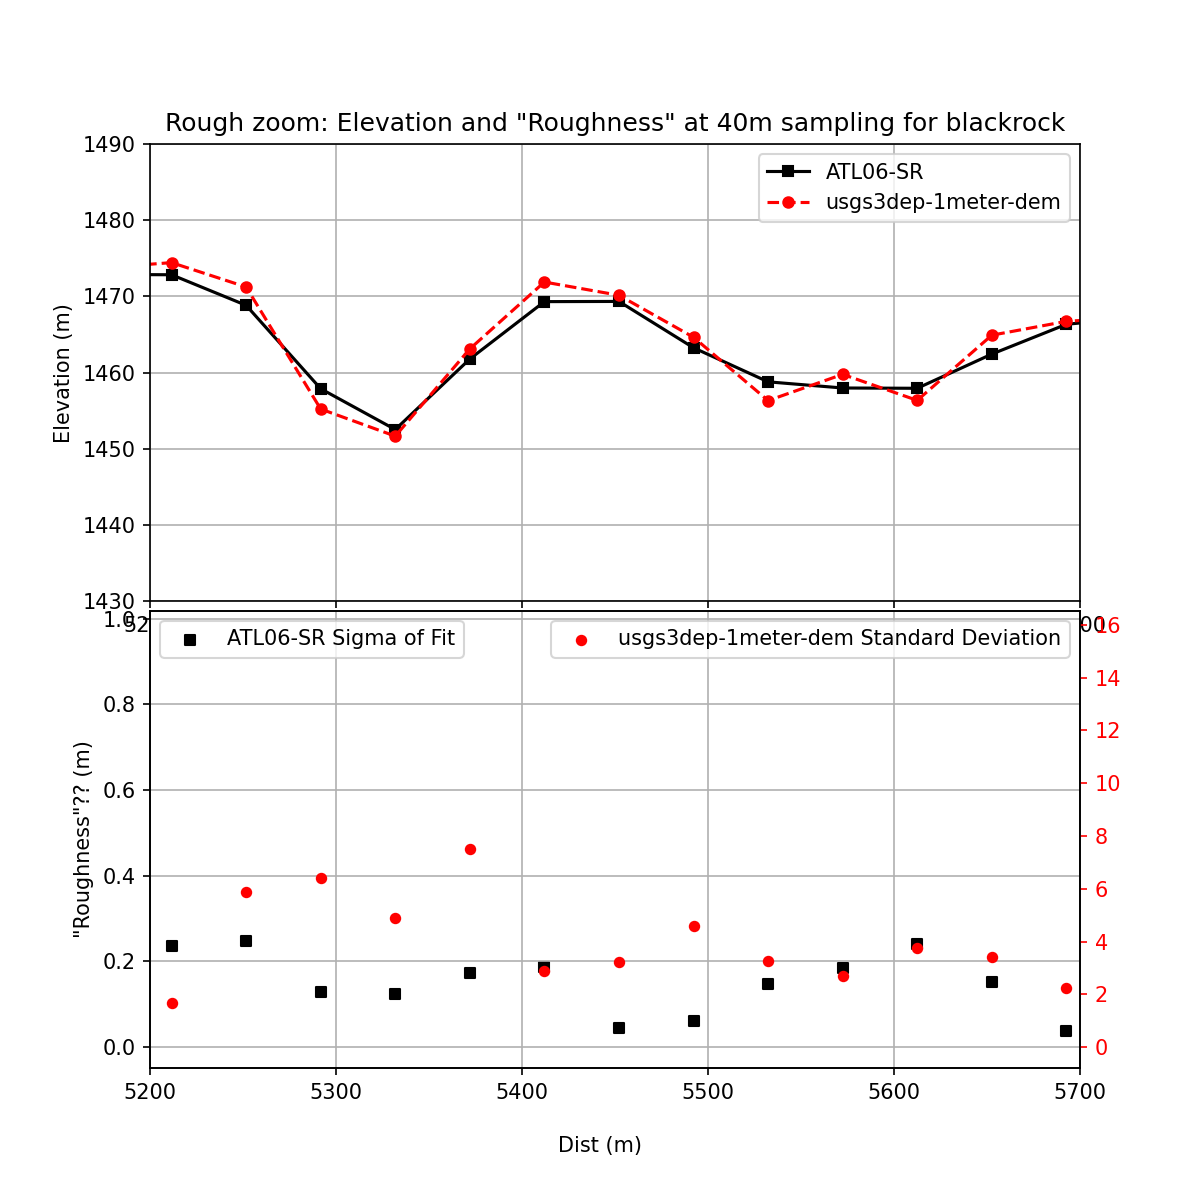 Rough zoom: Elevation and "Roughness" at 40m sampling for blackrock
1490
1480
1470
1460
1450
1440
1430
Elevation (m)
ATL06-SR
usgs3dep-1meter-dem
52
00
1.0
0.8
0.6
0.4
0.2
0.0
"Roughness"?? (m)
ATL06-SR Sigma of Fit
usgs3dep-1meter-dem Standard Deviation
16
14
12
10
8
6
4
2
0
5200 5300 5400 5500 5600 5700
Dist (m)